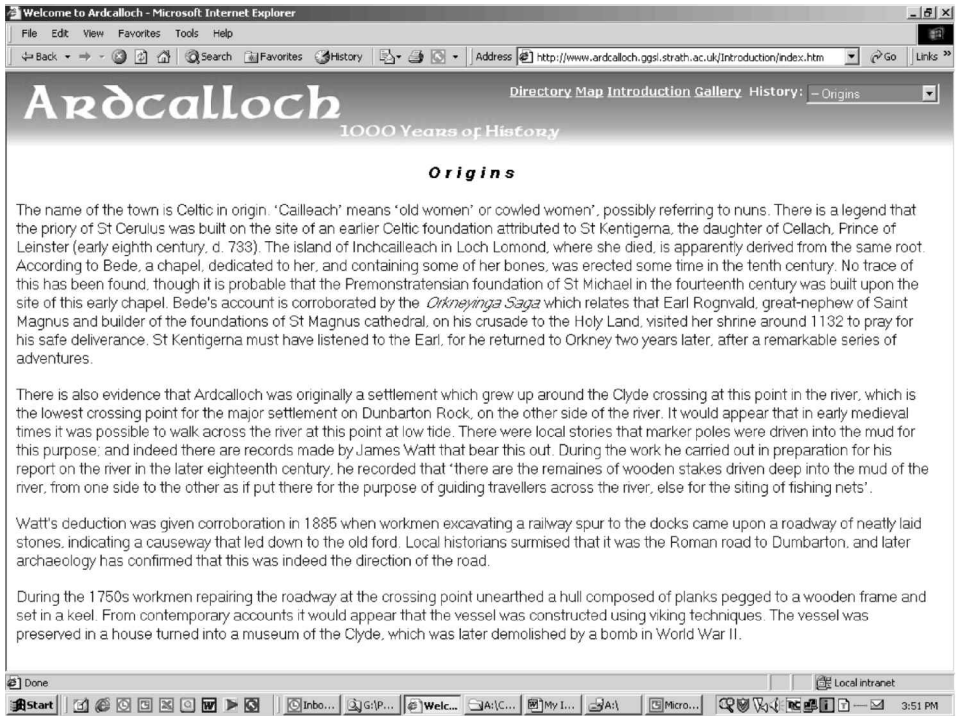 Welcome to Ardcalloch - Microsoft Internet Explorer
File Edit View Favorites Tools Help
Back Search Favorites History Address http://www.ardcalloch.ggsl.strath.ac.uk/Introduction/index.htm Go Links »
Ardcalloch
Directory Map Introduction Gallery History: -- Origins
1000 Years of History
Origins
The name of the town is Celtic in origin. 'Cailleach' means 'old women' or cowled women', possibly referring to nuns. There is a legend that
the priory of St Cerulus was built on the site of an earlier Celtic foundation attributed to St Kentigerna, the daughter of Cellach, Prince of
Leinster (early eighth century, d. 733). The island of Inchcailleach in Loch Lomond, where she died, is apparently derived from the same root.
According to Bede, a chapel, dedicated to her, and containing some of her bones, was erected some time in the tenth century. No trace of
this has been found, though it is probable that the Premonstratensian foundation of St Michael in the fourteenth century was built upon the
site of this early chapel. Bede's account is corroborated by the Orkneyinga Saga which relates that Earl Rognvald, great-nephew of Saint
Magnus and builder of the foundations of St Magnus cathedral, on his crusade to the Holy Land, visited her shrine around 1132 to pray for
his safe deliverance. St Kentigerna must have listened to the Earl, for he returned to Orkney two years later, after a remarkable series of
adventures.
There is also evidence that Ardcalloch was originally a settlement which grew up around the Clyde crossing at this point in the river, which is
the lowest crossing point for the major settlement on Dunbarton Rock, on the other side of the river. It would appear that in early medieval
times it was possible to walk across the river at this point at low tide. There were local stories that marker poles were driven into the mud for
this purpose; and indeed there are records made by James Watt that bear this out. During the work he carried out in preparation for his
report on the river in the later eighteenth century, he recorded that 'there are the remaines of wooden stakes driven deep into the mud of the
river, from one side to the other as if put there for the purpose of guiding travellers across the river, else for the siting of fishing nets'.
Watt's deduction was given corroboration in 1885 when workmen excavating a railway spur to the docks came upon a roadway of neatly laid
stones, indicating a causeway that led down to the old ford. Local historians surmised that it was the Roman road to Dumbarton, and later
archaeology has confirmed that this was indeed the direction of the road.
During the 1750s workmen repairing the roadway at the crossing point unearthed a hull composed of planks pegged to a wooden frame and
set in a keel. From contemporary accounts it would appear that the vessel was constructed using viking techniques. The vessel was
preserved in a house turned into a museum of the Clyde, which was later demolished by a bomb in World War II.
Done Local intranet
Start Inbo... G:\P... Welc... A:\C... My I... A:\ Micro... 3:51 PM